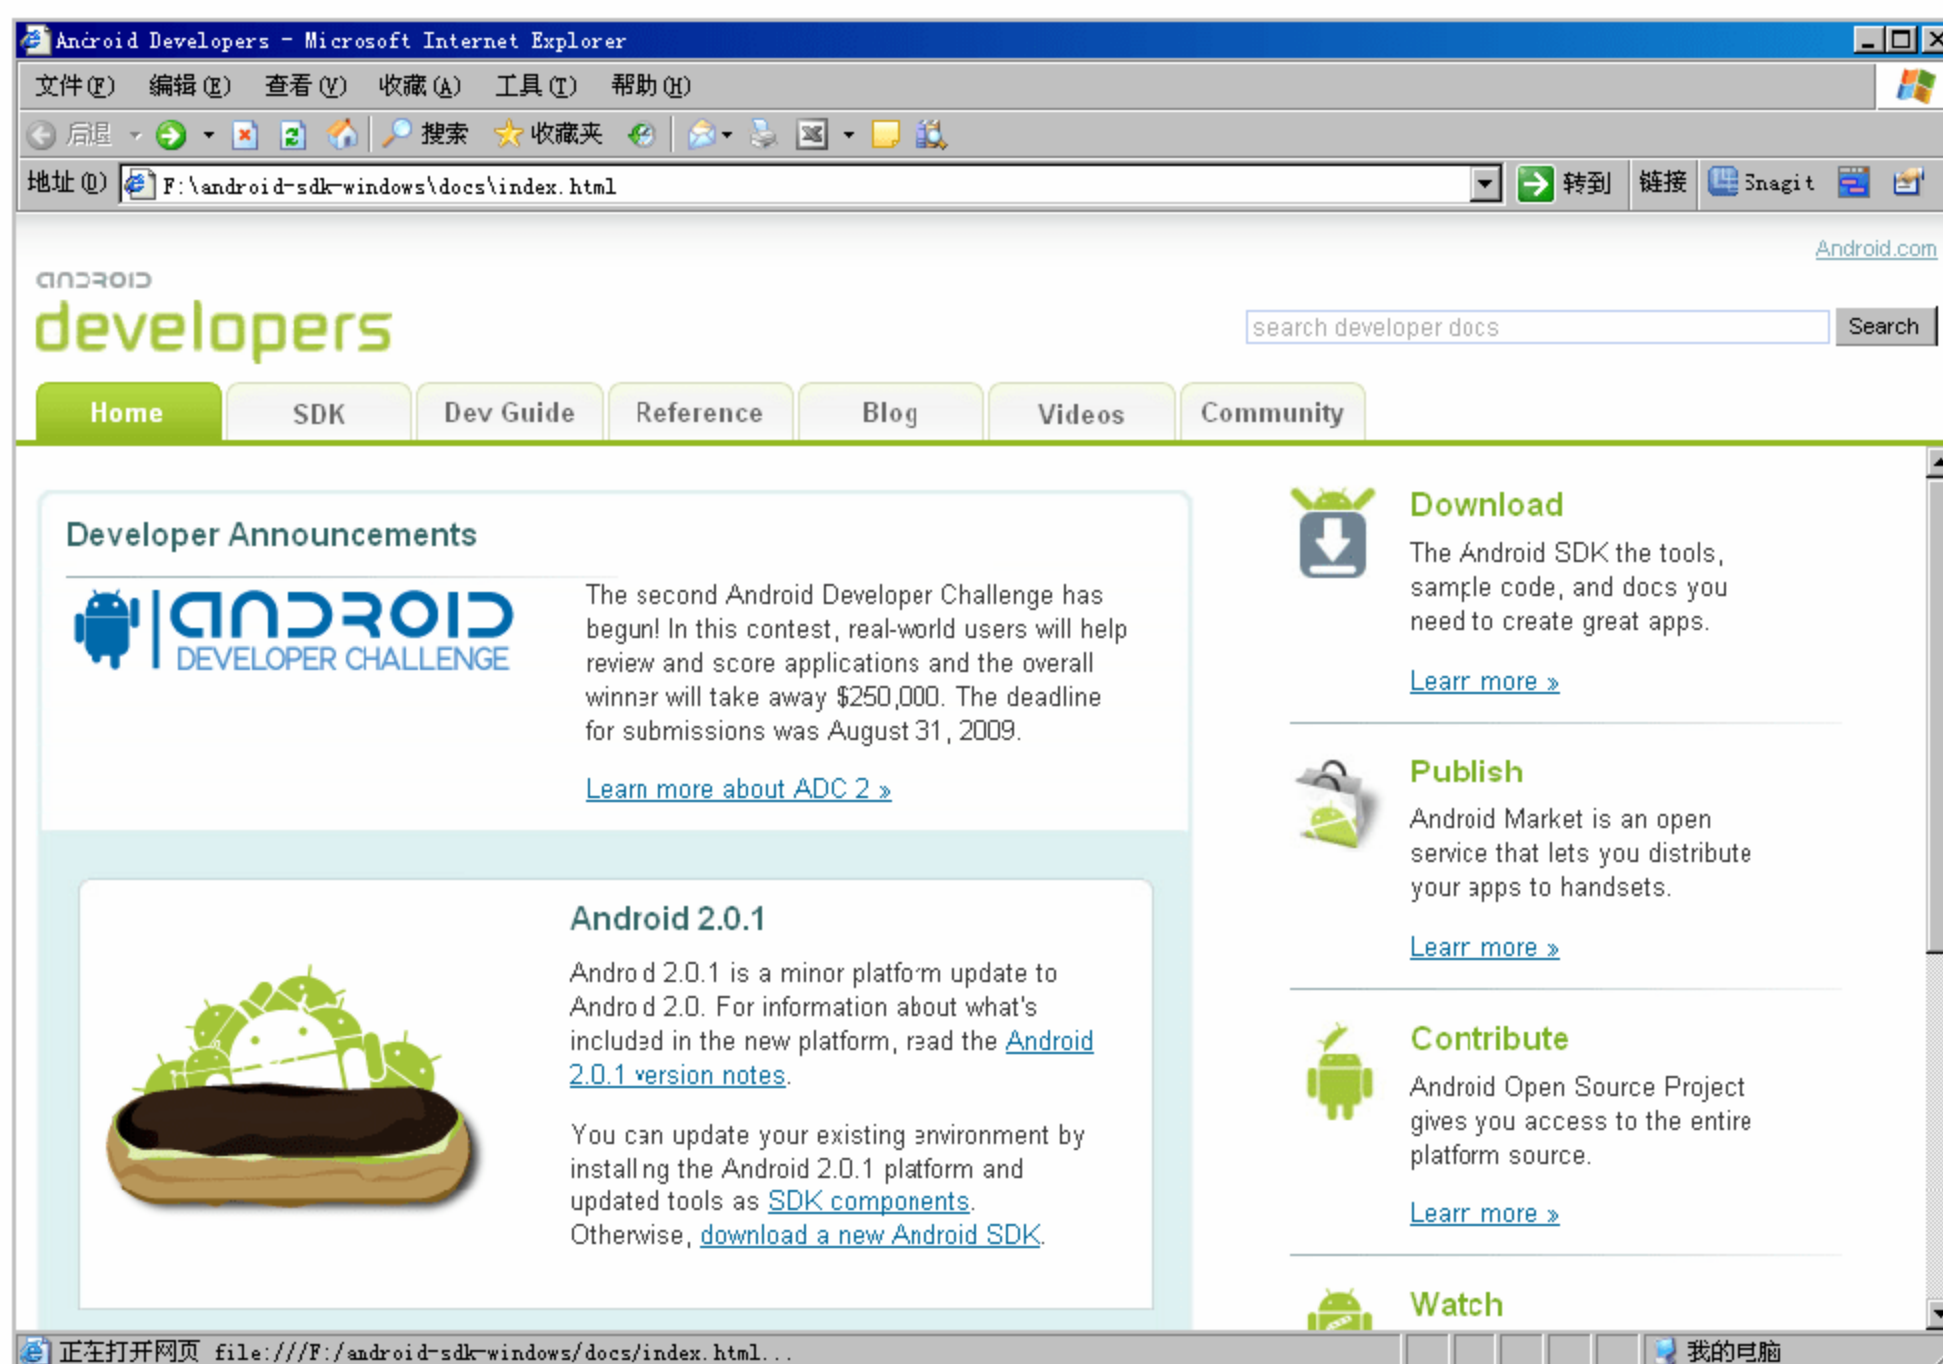 Android Developers - Microsoft Internet Explorer
文件(F) 编辑(E) 查看(V) 收藏(A) 工具(T) 帮助(H)
后退 搜索 收藏夹
地址(D) F:\android-sdk-windows\docs\index.html 转到 链接 Snagit
Android.com
android
developers
search developer docs Search
Home SDK Dev Guide Reference Blog Videos Community
Developer Announcements
android
DEVELOPER CHALLENGE
The second Android Developer Challenge has
begun! In this contest, real-world users will help
review and score applications and the overall
winner will take away $250,000. The deadline
for submissions was August 31, 2009.
Learn more about ADC 2 »
Android 2.0.1
Android 2.0.1 is a minor platform update to
Android 2.0. For information about what's
included in the new platform, read the Android
2.0.1 version notes.
You can update your existing environment by
installing the Android 2.0.1 platform and
updated tools as SDK components.
Otherwise, download a new Android SDK.
Download
The Android SDK the tools,
sample code, and docs you
need to create great apps.
Learn more »
Publish
Android Market is an open
service that lets you distribute
your apps to handsets.
Learn more »
Contribute
Android Open Source Project
gives you access to the entire
platform source.
Learn more »
Watch
正在打开网页 file:///F:/android-sdk-windows/docs/index.html... 我的电脑